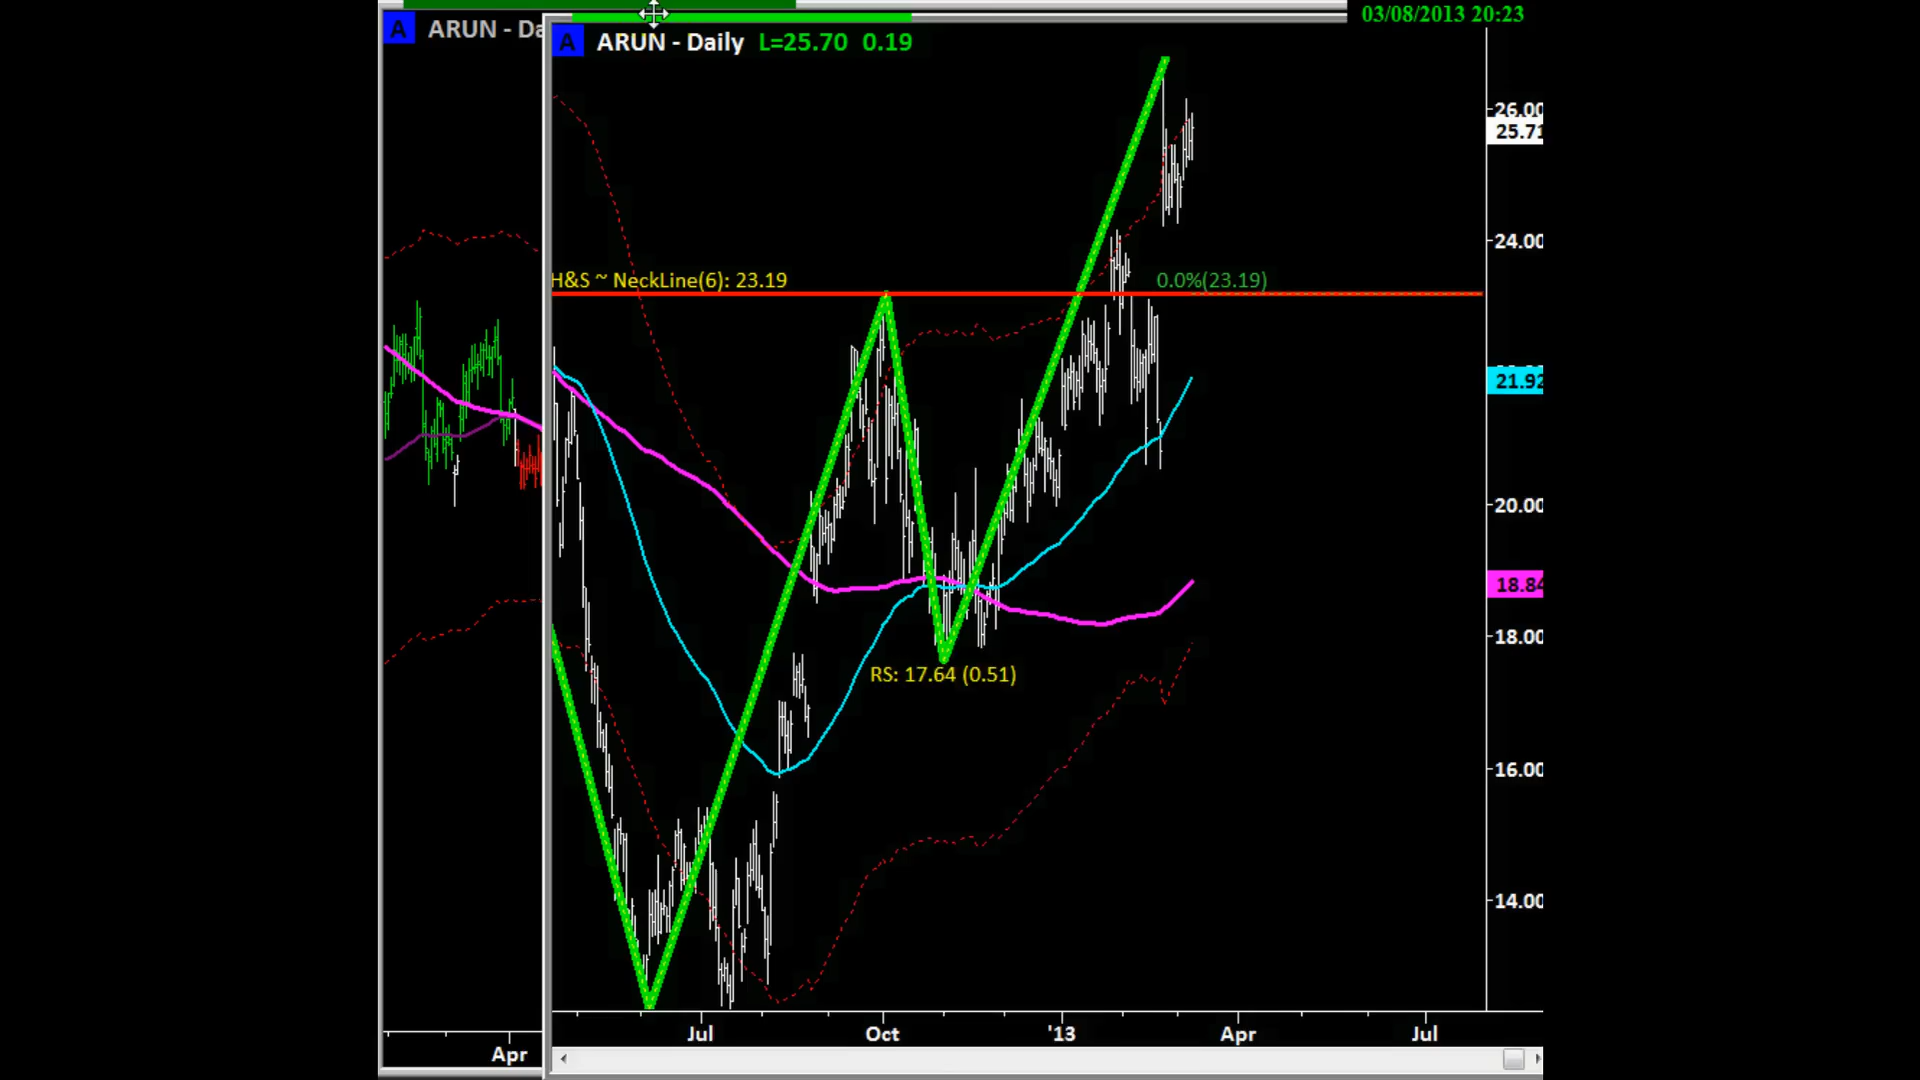 03/08/2013 20:23
A ARUN - Da
A ARUN - Daily L=25.70 0.19
26.00
25.71
24.00
H&S ~ NeckLine(6): 23.19
0.0%(23.19)
21.92
20.00
18.84
18.00
RS: 17.64 (0.51)
16.00
14.00
Jul Oct '13 Apr Jul
Apr